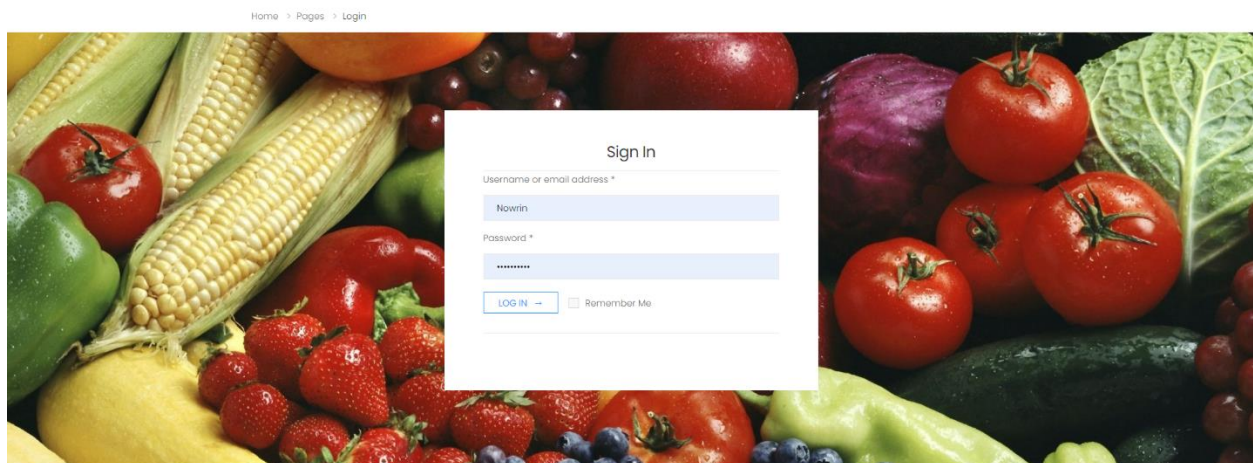 Home > Pages > Login
Sign In
Username or email address *
Nowrin
Password *
••••••••••
LOG IN → Remember Me